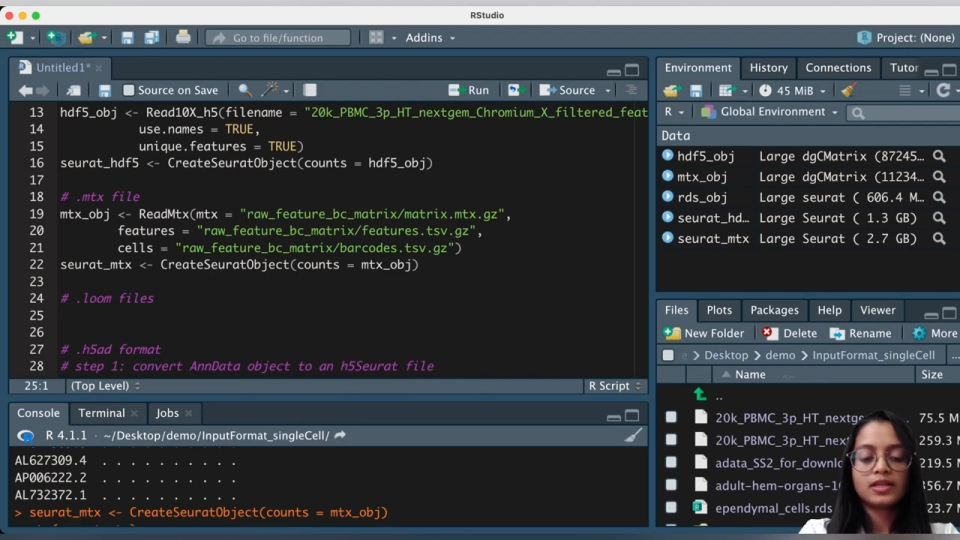 RStudio
Go to file/function
Addins
Project: (None)
Untitled1*
Source on Save
Run
Source
13 hdf5_obj <- Read10X_h5(filename = "20k_PBMC_3p_HT_nextgem_Chromium_X_filtered_feat
14 use.names = TRUE,
15 unique.features = TRUE)
16 seurat_hdf5 <- CreateSeuratObject(counts = hdf5_obj)
17
18 # .mtx file
19 mtx_obj <- ReadMtx(mtx = "raw_feature_bc_matrix/matrix.mtx.gz",
20 features = "raw_feature_bc_matrix/features.tsv.gz",
21 cells = "raw_feature_bc_matrix/barcodes.tsv.gz")
22 seurat_mtx <- CreateSeuratObject(counts = mtx_obj)
23
24 # .loom files
25
26
27 # .h5ad format
28 # step 1: convert AnnData object to an h5Seurat file
25:1 (Top Level) R Script
Console Terminal Jobs
R 4.1.1 · ~/Desktop/demo/InputFormat_singleCell/
AL627309.4 . . . . . . . . . .
AP006222.2 . . . . . . . . . .
AL732372.1 . . . . . . . . . .
> seurat_mtx <- CreateSeuratObject(counts = mtx_obj)
Environment History Connections Tutor
45 MiB
R Global Environment
Data
hdf5_obj Large dgCMatrix (87245…
mtx_obj Large dgCMatrix (11234…
rds_obj Large seurat ( 606.4 M…
seurat_hd… Large Seurat ( 1.3 GB)
seurat_mtx Large Seurat ( 2.7 GB)
Files Plots Packages Help Viewer
New Folder Delete Rename More
Desktop > demo > InputFormat_singleCell …
Name Size
..
20k_PBMC_3p_HT_nextge 75.5 M
20k_PBMC_3p_HT_nex 259.3 M
adata_SS2_for_downlo 219.5 M
adult-hem-organs-10 356.7 M
ependymal_cells.rds 23.7 M